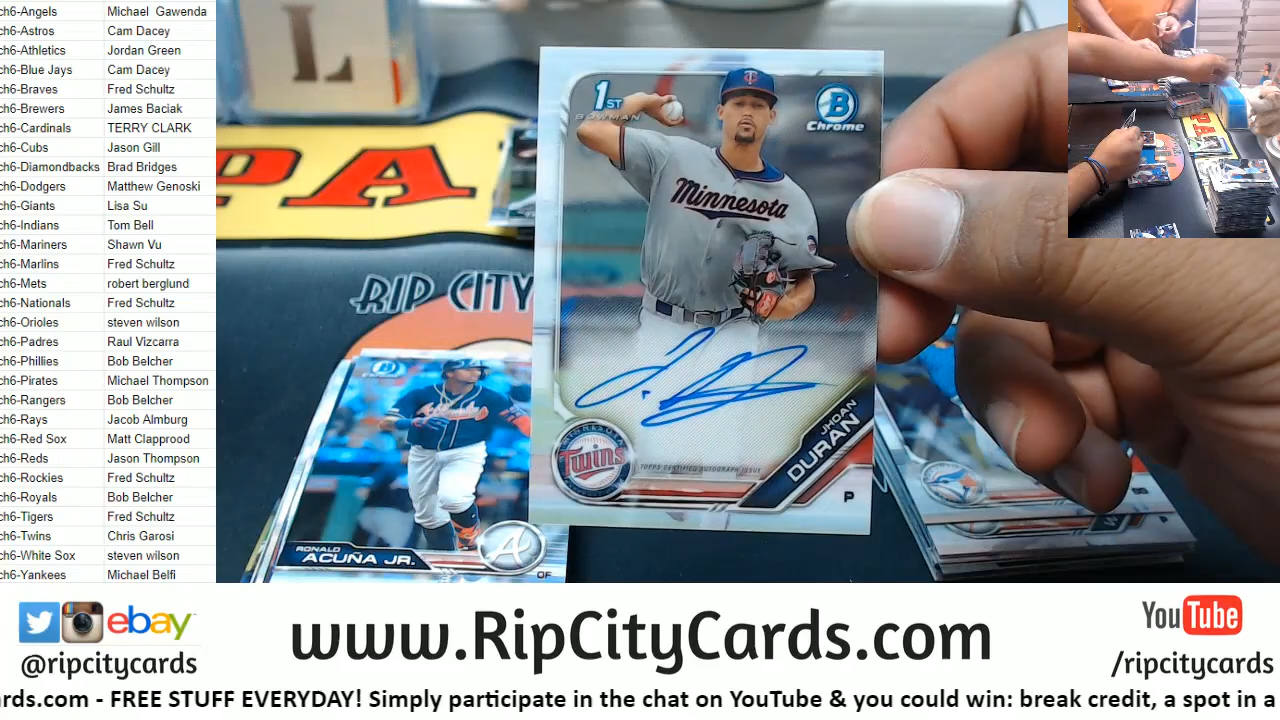 ch6-Angels Michael Gawenda
ch6-Astros Cam Dacey
ch6-Athletics Jordan Green
ch6-Blue Jays Cam Dacey
ch6-Braves Fred Schultz
ch6-Brewers James Baciak
ch6-Cardinals TERRY CLARK
ch6-Cubs Jason Gill
ch6-Diamondbacks Brad Bridges
ch6-Dodgers Matthew Genoski
ch6-Giants Lisa Su
ch6-Indians Tom Bell
ch6-Mariners Shawn Vu
ch6-Marlins Fred Schultz
ch6-Mets robert berglund
ch6-Nationals Fred Schultz
ch6-Orioles steven wilson
ch6-Padres Raul Vizcarra
ch6-Phillies Bob Belcher
ch6-Pirates Michael Thompson
ch6-Rangers Bob Belcher
ch6-Rays Jacob Almburg
ch6-Red Sox Matt Clapprood
ch6-Reds Jason Thompson
ch6-Rockies Fred Schultz
ch6-Royals Bob Belcher
ch6-Tigers Fred Schultz
ch6-Twins Chris Garosi
ch6-White Sox steven wilson
ch6-Yankees Michael Belfi
L
PA
RIP CITY
1ST
BOWMAN
B
Chrome
Minnesota
Twins
TOPPS CERTIFIED AUTOGRAPH ISSUE
JHOAN
DURAN
P
RONALD
ACUÑA JR.
A
OF
PA
ebay
@ripcitycards
www.RipCityCards.com
YouTube
/ripcitycards
rds.com - FREE STUFF EVERYDAY! Simply participate in the chat on YouTube & you could win: break credit, a spot in a